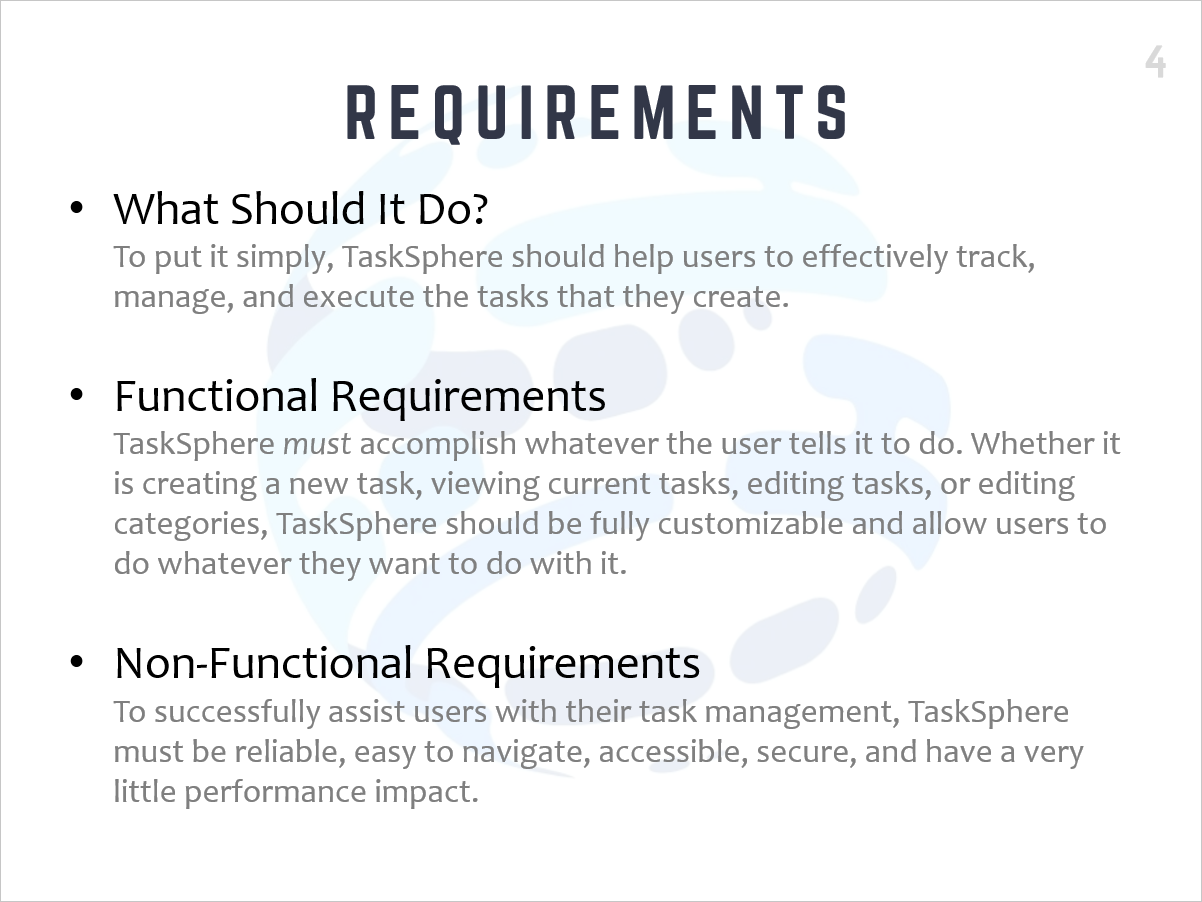 4
REQUIREMENTS
• What Should It Do?
To put it simply, TaskSphere should help users to effectively track,
manage, and execute the tasks that they create.
• Functional Requirements
TaskSphere must accomplish whatever the user tells it to do. Whether it
is creating a new task, viewing current tasks, editing tasks, or editing
categories, TaskSphere should be fully customizable and allow users to
do whatever they want to do with it.
• Non-Functional Requirements
To successfully assist users with their task management, TaskSphere
must be reliable, easy to navigate, accessible, secure, and have a very
little performance impact.